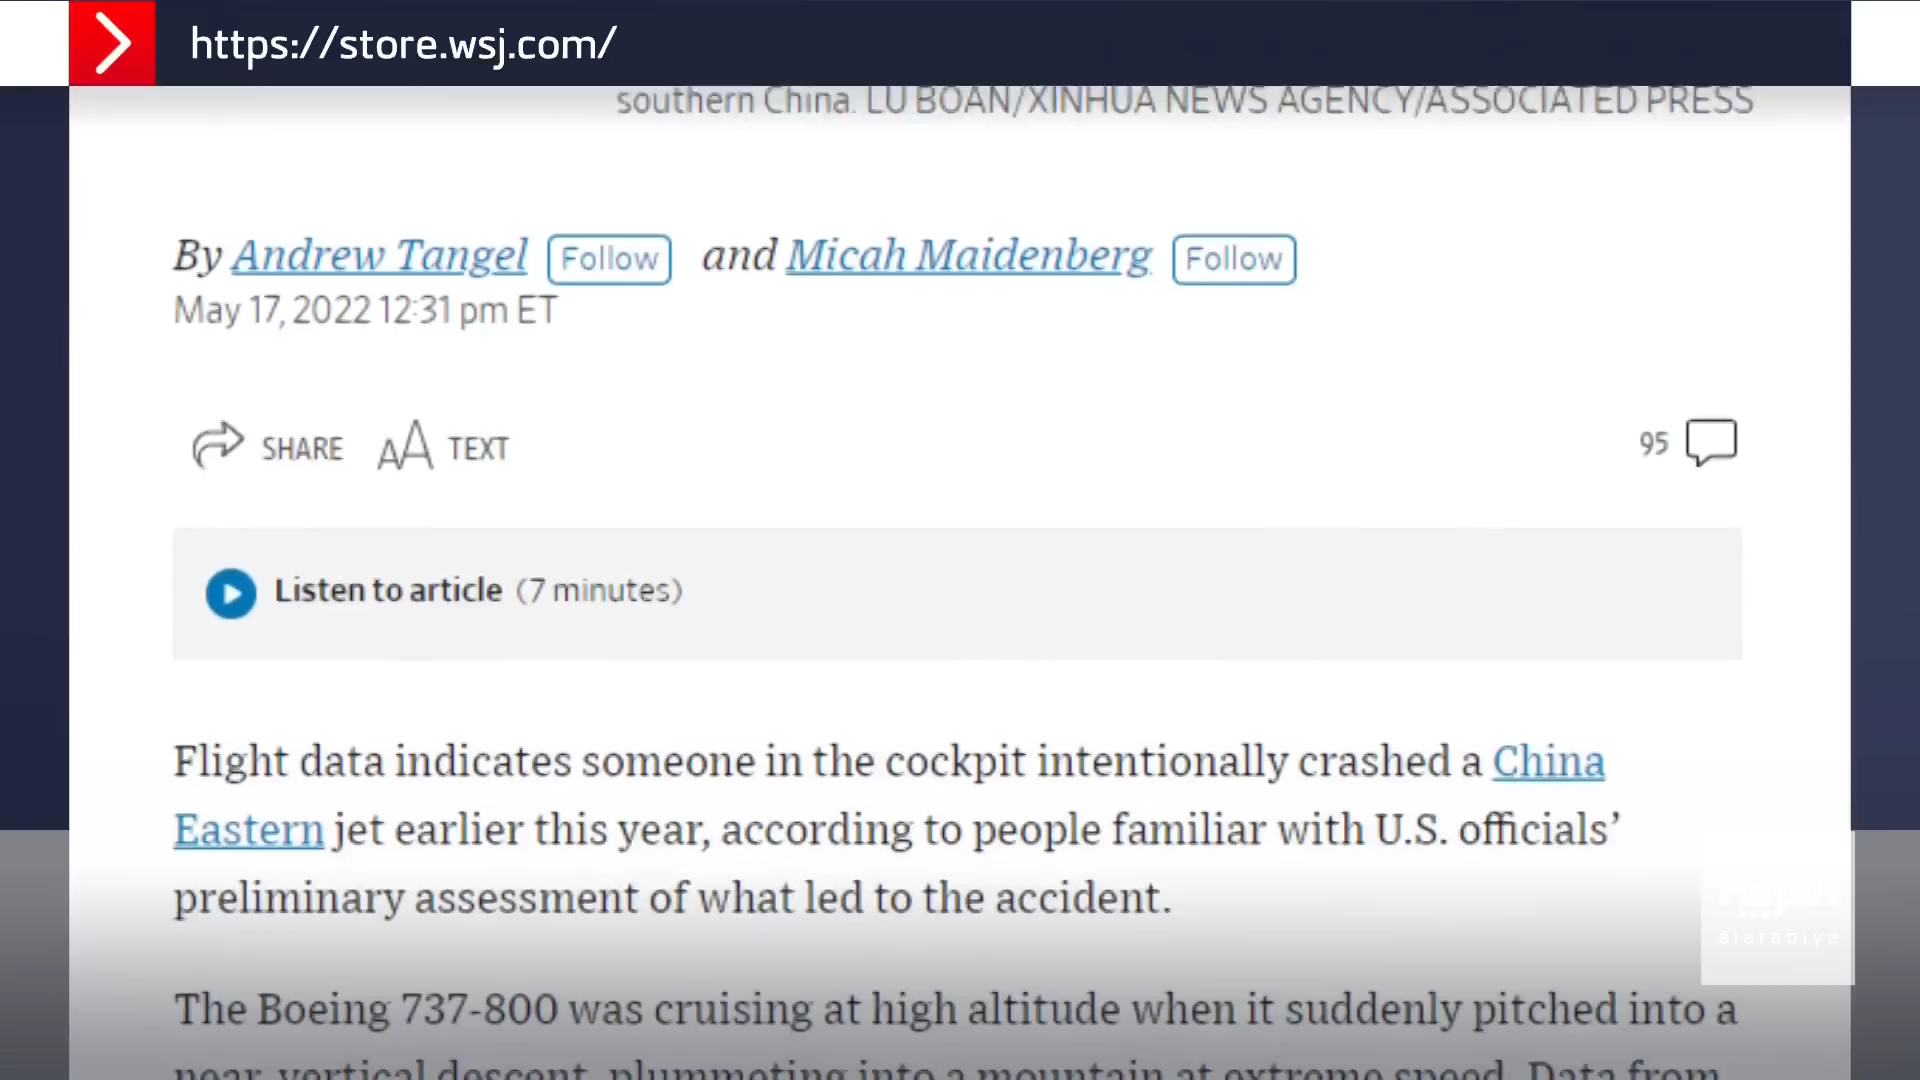 https://store.wsj.com/
southern China. LU BOAN/XINHUA NEWS AGENCY/ASSOCIATED PRESS
By Andrew Tangel Follow and Micah Maidenberg Follow
May 17, 2022 12:31 pm ET
SHARE AA TEXT 95
Listen to article (7 minutes)
Flight data indicates someone in the cockpit intentionally crashed a China
Eastern jet earlier this year, according to people familiar with U.S. officials’
preliminary assessment of what led to the accident.
العربية
alarabiya
The Boeing 737-800 was cruising at high altitude when it suddenly pitched into a
near-vertical descent, plummeting into a mountain at extreme speed. Data from